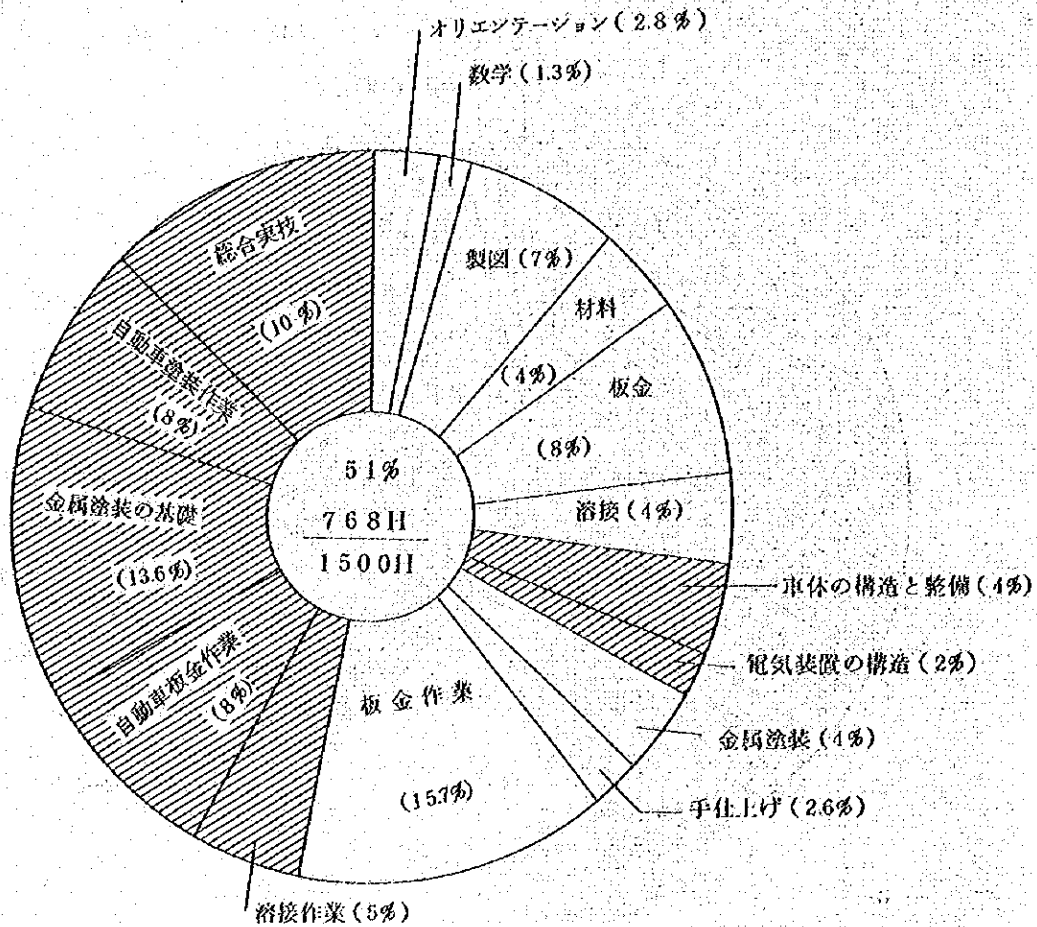 オリエンテーション(2.8%)
数学(1.3%)
製図(7%)
材料
(4%)
板金
(8%)
溶接(4%)
車体の構造と整備(4%)
電気装置の構造(2%)
金属塗装(4%)
手仕上げ(2.6%)
板金作業
(15.7%)
溶接作業(5%)
自動車板金作業
(8%)
金属塗装の基礎
(13.6%)
自動車塗装作業
(8%)
総合実技
(10%)
51%
768H
1500H